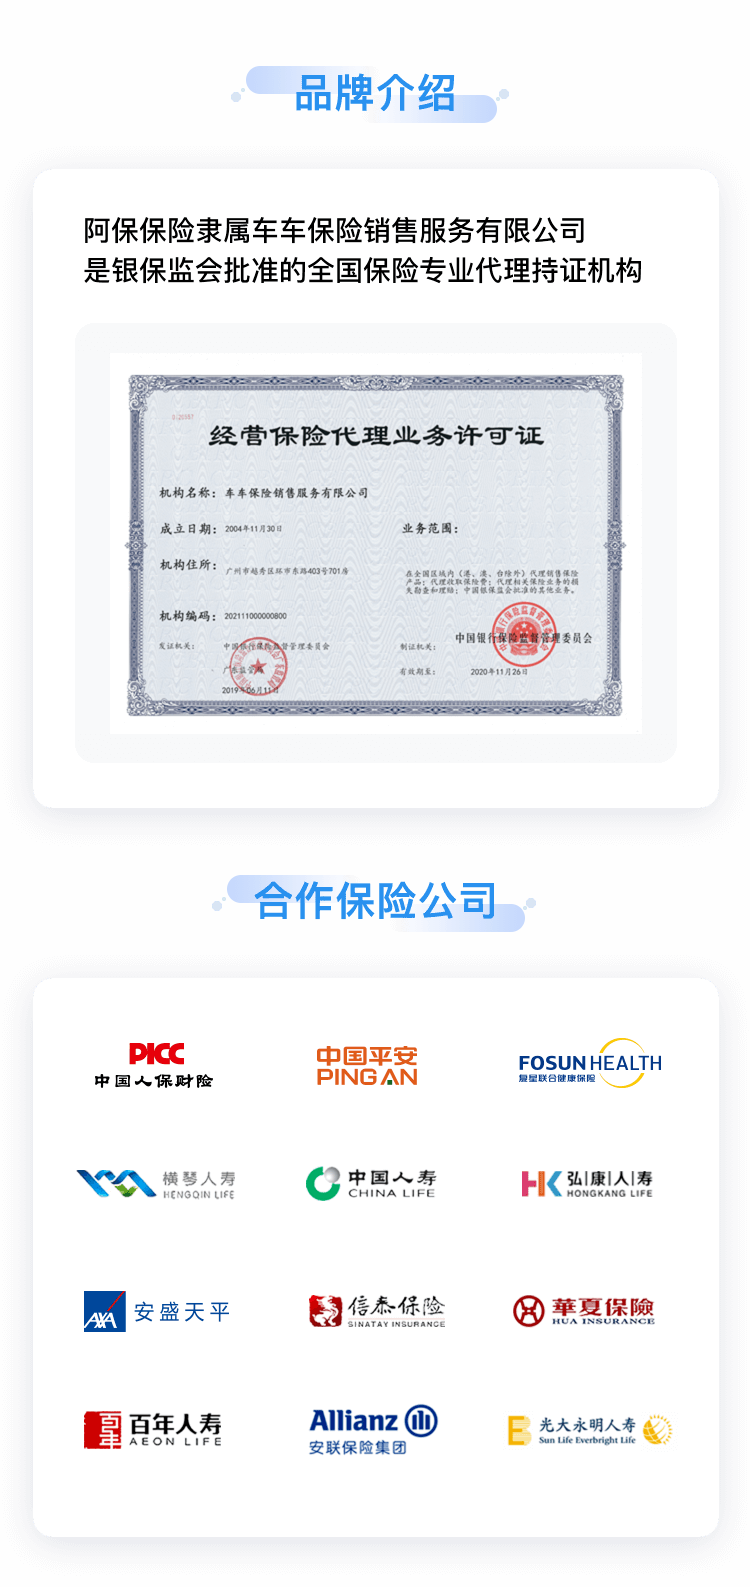 品牌介绍
阿保保险隶属车车保险销售服务有限公司
是银保监会批准的全国保险专业代理持证机构
经营保险代理业务许可证
机构名称：车车保险销售服务有限公司
成立日期：2004年11月30日
业务范围：
机构住所：广州市越秀区环市东路403号701房
在全国区域内（港、澳、台除外）代理销售保险
产品；代理收取保险费；代理相关保险业务的损
失勘查和理赔；中国银保监会批准的其他业务。
机构编码：202111000000800
发证机关：中国银行保险监督管理委员会
广东监管局
2019年06月11日
制证机关：中国银行保险监督管理委员会
有效期至：2020年11月26日
合作保险公司
PICC
中国人保财险
中国平安
PING AN
FOSUN HEALTH
复星联合健康保险
横琴人寿
HENGQIN LIFE
中国人寿
CHINA LIFE
HK
弘|康|人|寿
HONGKANG LIFE
AXA 安盛天平
信泰保险
SINATAY INSURANCE
華夏保險
HUA INSURANCE
百年
百年人寿
AEON LIFE
Allianz
安联保险集团
光大永明人寿
Sun Life Everbright Life